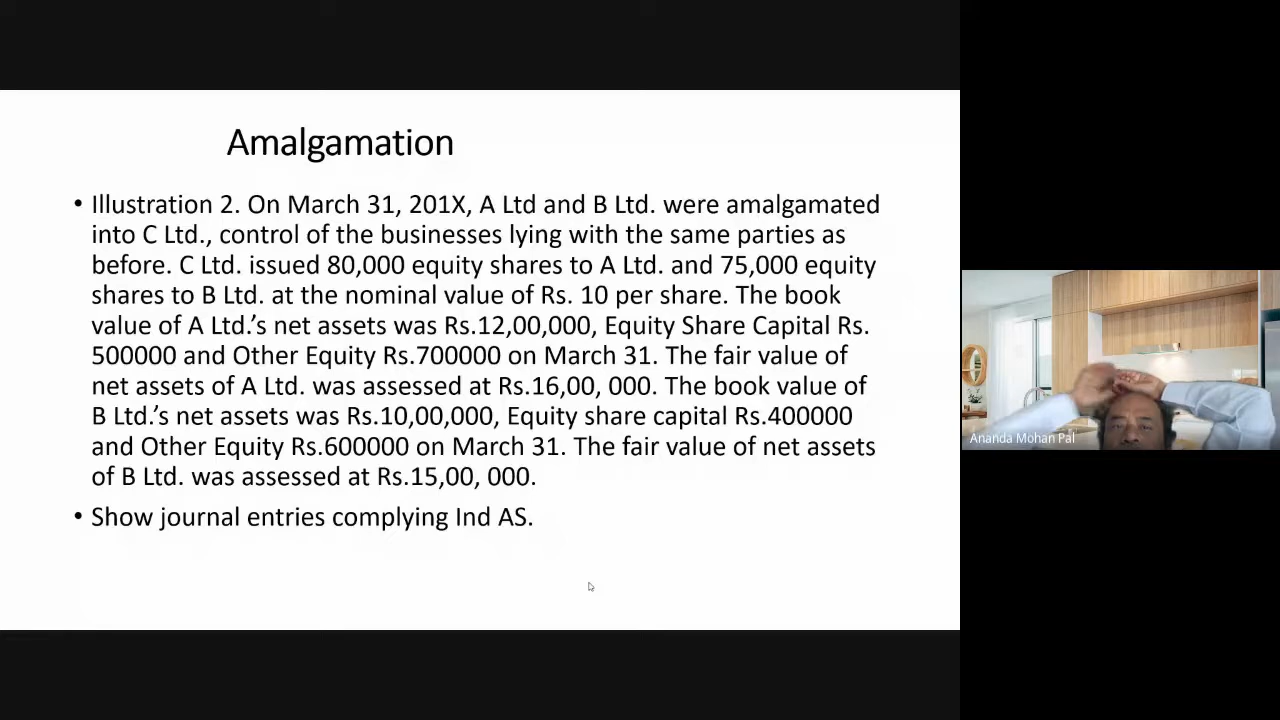 Amalgamation
• Illustration 2. On March 31, 201X, A Ltd and B Ltd. were amalgamated
into C Ltd., control of the businesses lying with the same parties as
before. C Ltd. issued 80,000 equity shares to A Ltd. and 75,000 equity
shares to B Ltd. at the nominal value of Rs. 10 per share. The book
value of A Ltd.’s net assets was Rs.12,00,000, Equity Share Capital Rs.
500000 and Other Equity Rs.700000 on March 31. The fair value of
net assets of A Ltd. was assessed at Rs.16,00, 000. The book value of
B Ltd.’s net assets was Rs.10,00,000, Equity share capital Rs.400000
and Other Equity Rs.600000 on March 31. The fair value of net assets
of B Ltd. was assessed at Rs.15,00, 000.
• Show journal entries complying Ind AS.
Ananda Mohan Pal